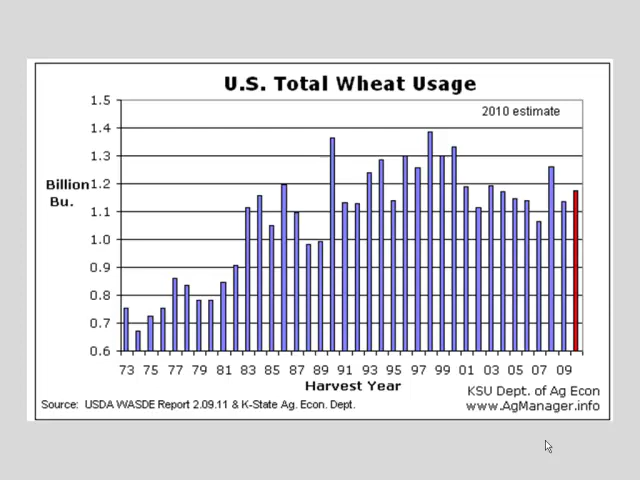 U.S. Total Wheat Usage
2010 estimate
Billion
Bu.
1.5
1.4
1.3
1.2
1.1
1.0
0.9
0.8
0.7
0.6
73 75 77 79 81 83 85 87 89 91 93 95 97 99 01 03 05 07 09
Harvest Year
KSU Dept. of Ag Econ
Source: USDA WASDE Report 2.09.11 & K-State Ag. Econ. Dept.
www.AgManager.info